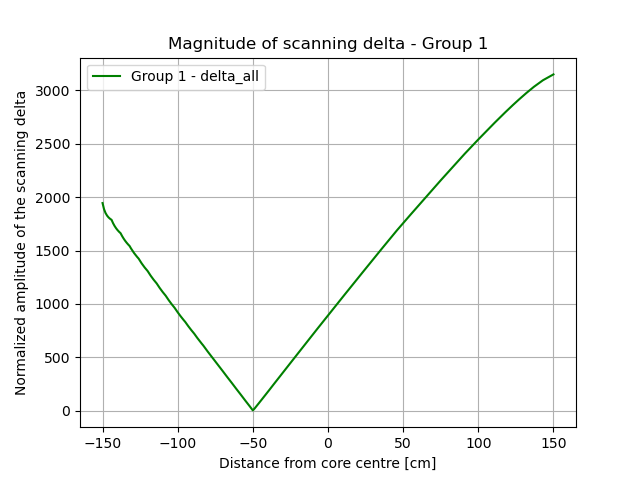 Magnitude of scanning delta - Group 1
Group 1 - delta_all
Normalized amplitude of the scanning delta
3000
2500
2000
1500
1000
500
0
−150 −100 −50 0 50 100 150
Distance from core centre [cm]